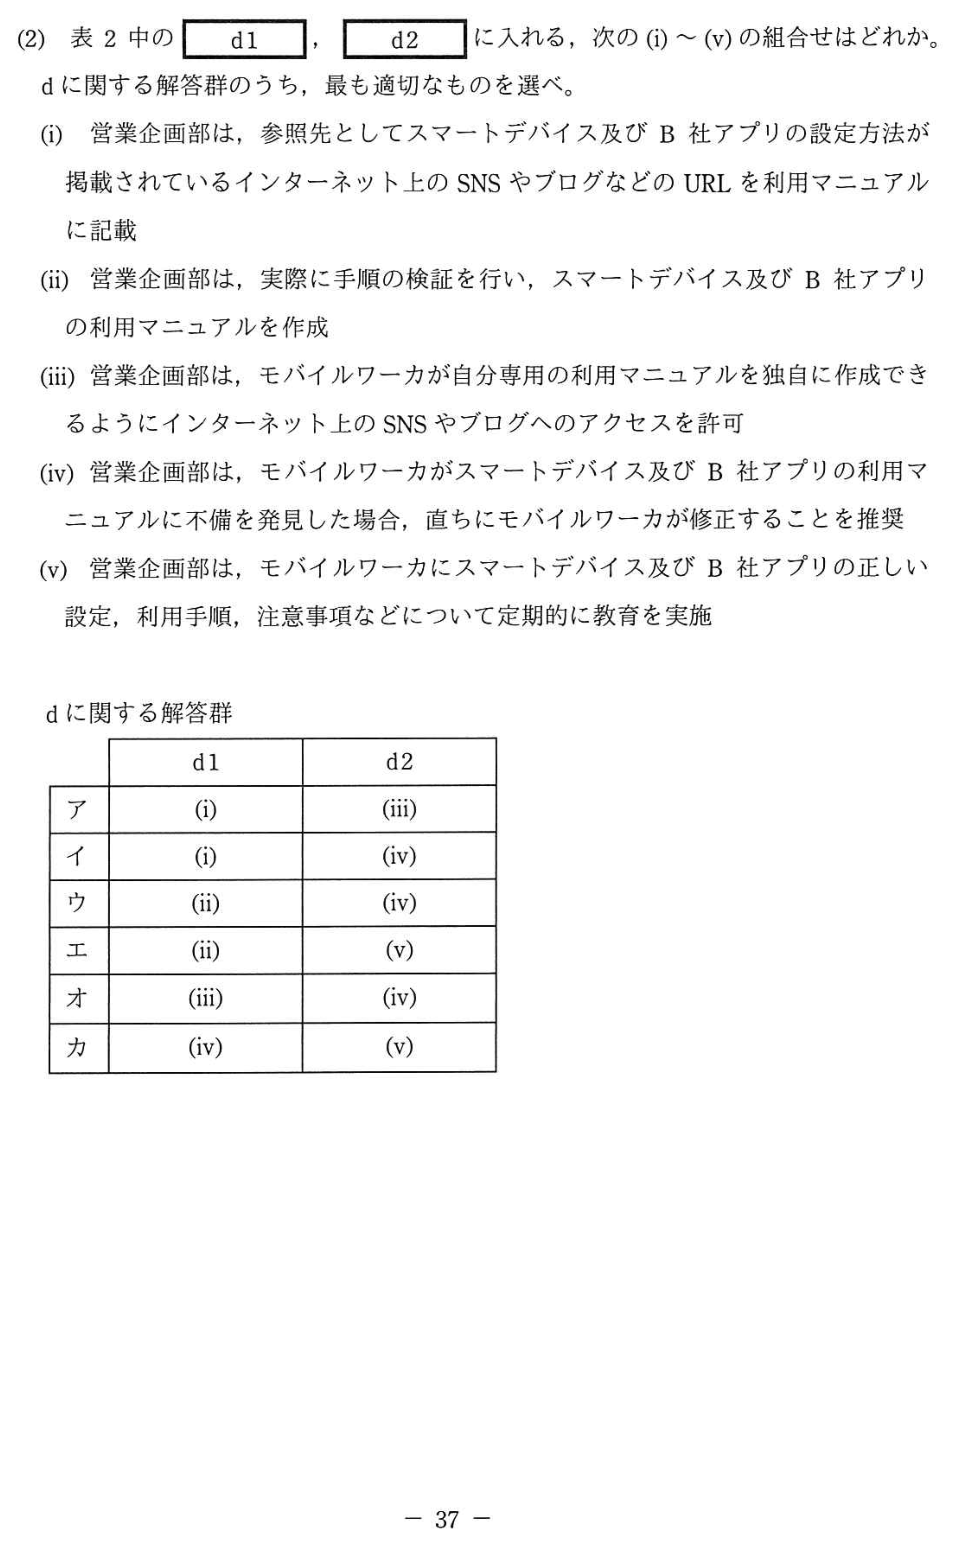 (2) 表 2 中の d1 , d2 に入れる，次の (i) ～ (v) の組合せはどれか。
d に関する解答群のうち，最も適切なものを選べ。
(i) 営業企画部は，参照先としてスマートデバイス及び B 社アプリの設定方法が
掲載されているインターネット上の SNS やブログなどの URL を利用マニュアル
に記載
(ii) 営業企画部は，実際に手順の検証を行い，スマートデバイス及び B 社アプリ
の利用マニュアルを作成
(iii) 営業企画部は，モバイルワーカが自分専用の利用マニュアルを独自に作成でき
るようにインターネット上の SNS やブログへのアクセスを許可
(iv) 営業企画部は，モバイルワーカがスマートデバイス及び B 社アプリの利用マ
ニュアルに不備を発見した場合，直ちにモバイルワーカが修正することを推奨
(v) 営業企画部は，モバイルワーカにスマートデバイス及び B 社アプリの正しい
設定，利用手順，注意事項などについて定期的に教育を実施
d に関する解答群
d1 d2
ア (i) (iii)
イ (i) (iv)
ウ (ii) (iv)
エ (ii) (v)
オ (iii) (iv)
カ (iv) (v)
－ 37 －